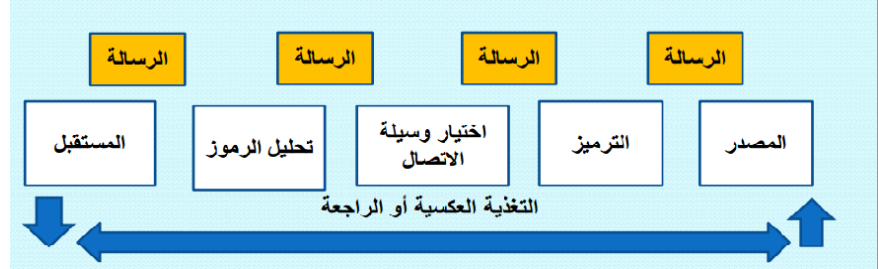 الرسالة
الرسالة
الرسالة
الرسالة
المصدر
الترميز
اختيار وسيلة
الاتصال
تحليل الرموز
المستقبل
التغذية العكسية أو الراجعة